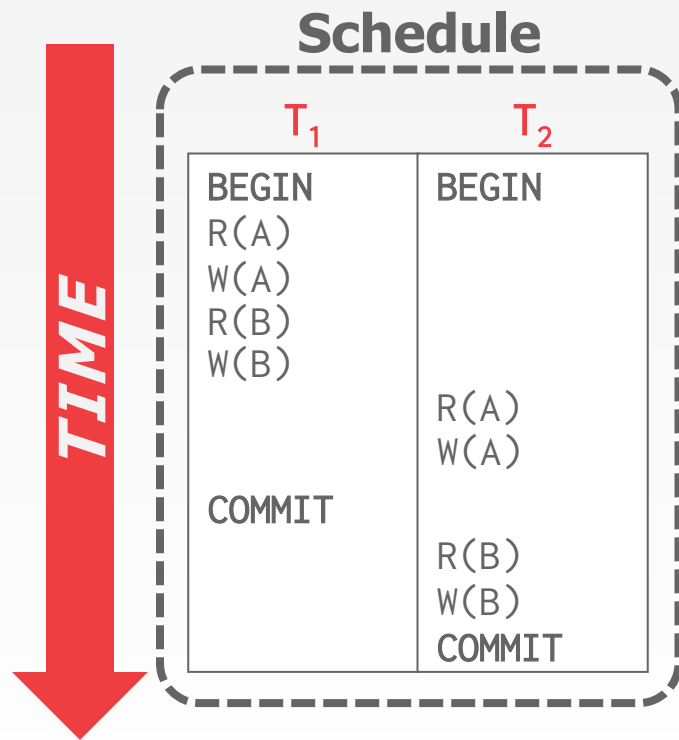 Schedule
TIME
T1 T2
BEGIN BEGIN
R(A)
W(A)
R(B)
W(B)
R(A)
W(A)
COMMIT
R(B)
W(B)
COMMIT